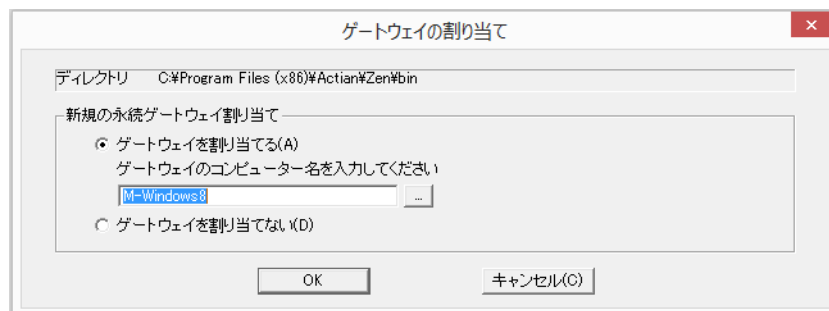 ゲートウェイの割り当て
ディレクトリ C:¥Program Files (x86)¥Actian¥Zen¥bin
新規の永続ゲートウェイ割り当て
ゲートウェイを割り当てる(A)
ゲートウェイのコンピューター名を入力してください
M-Windows8
...
ゲートウェイを割り当てない(D)
OK キャンセル(C)